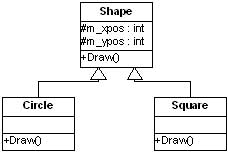 Shape
#m_xpos : int
#m_ypos : int
+Draw()
Circle
+Draw()
Square
+Draw()